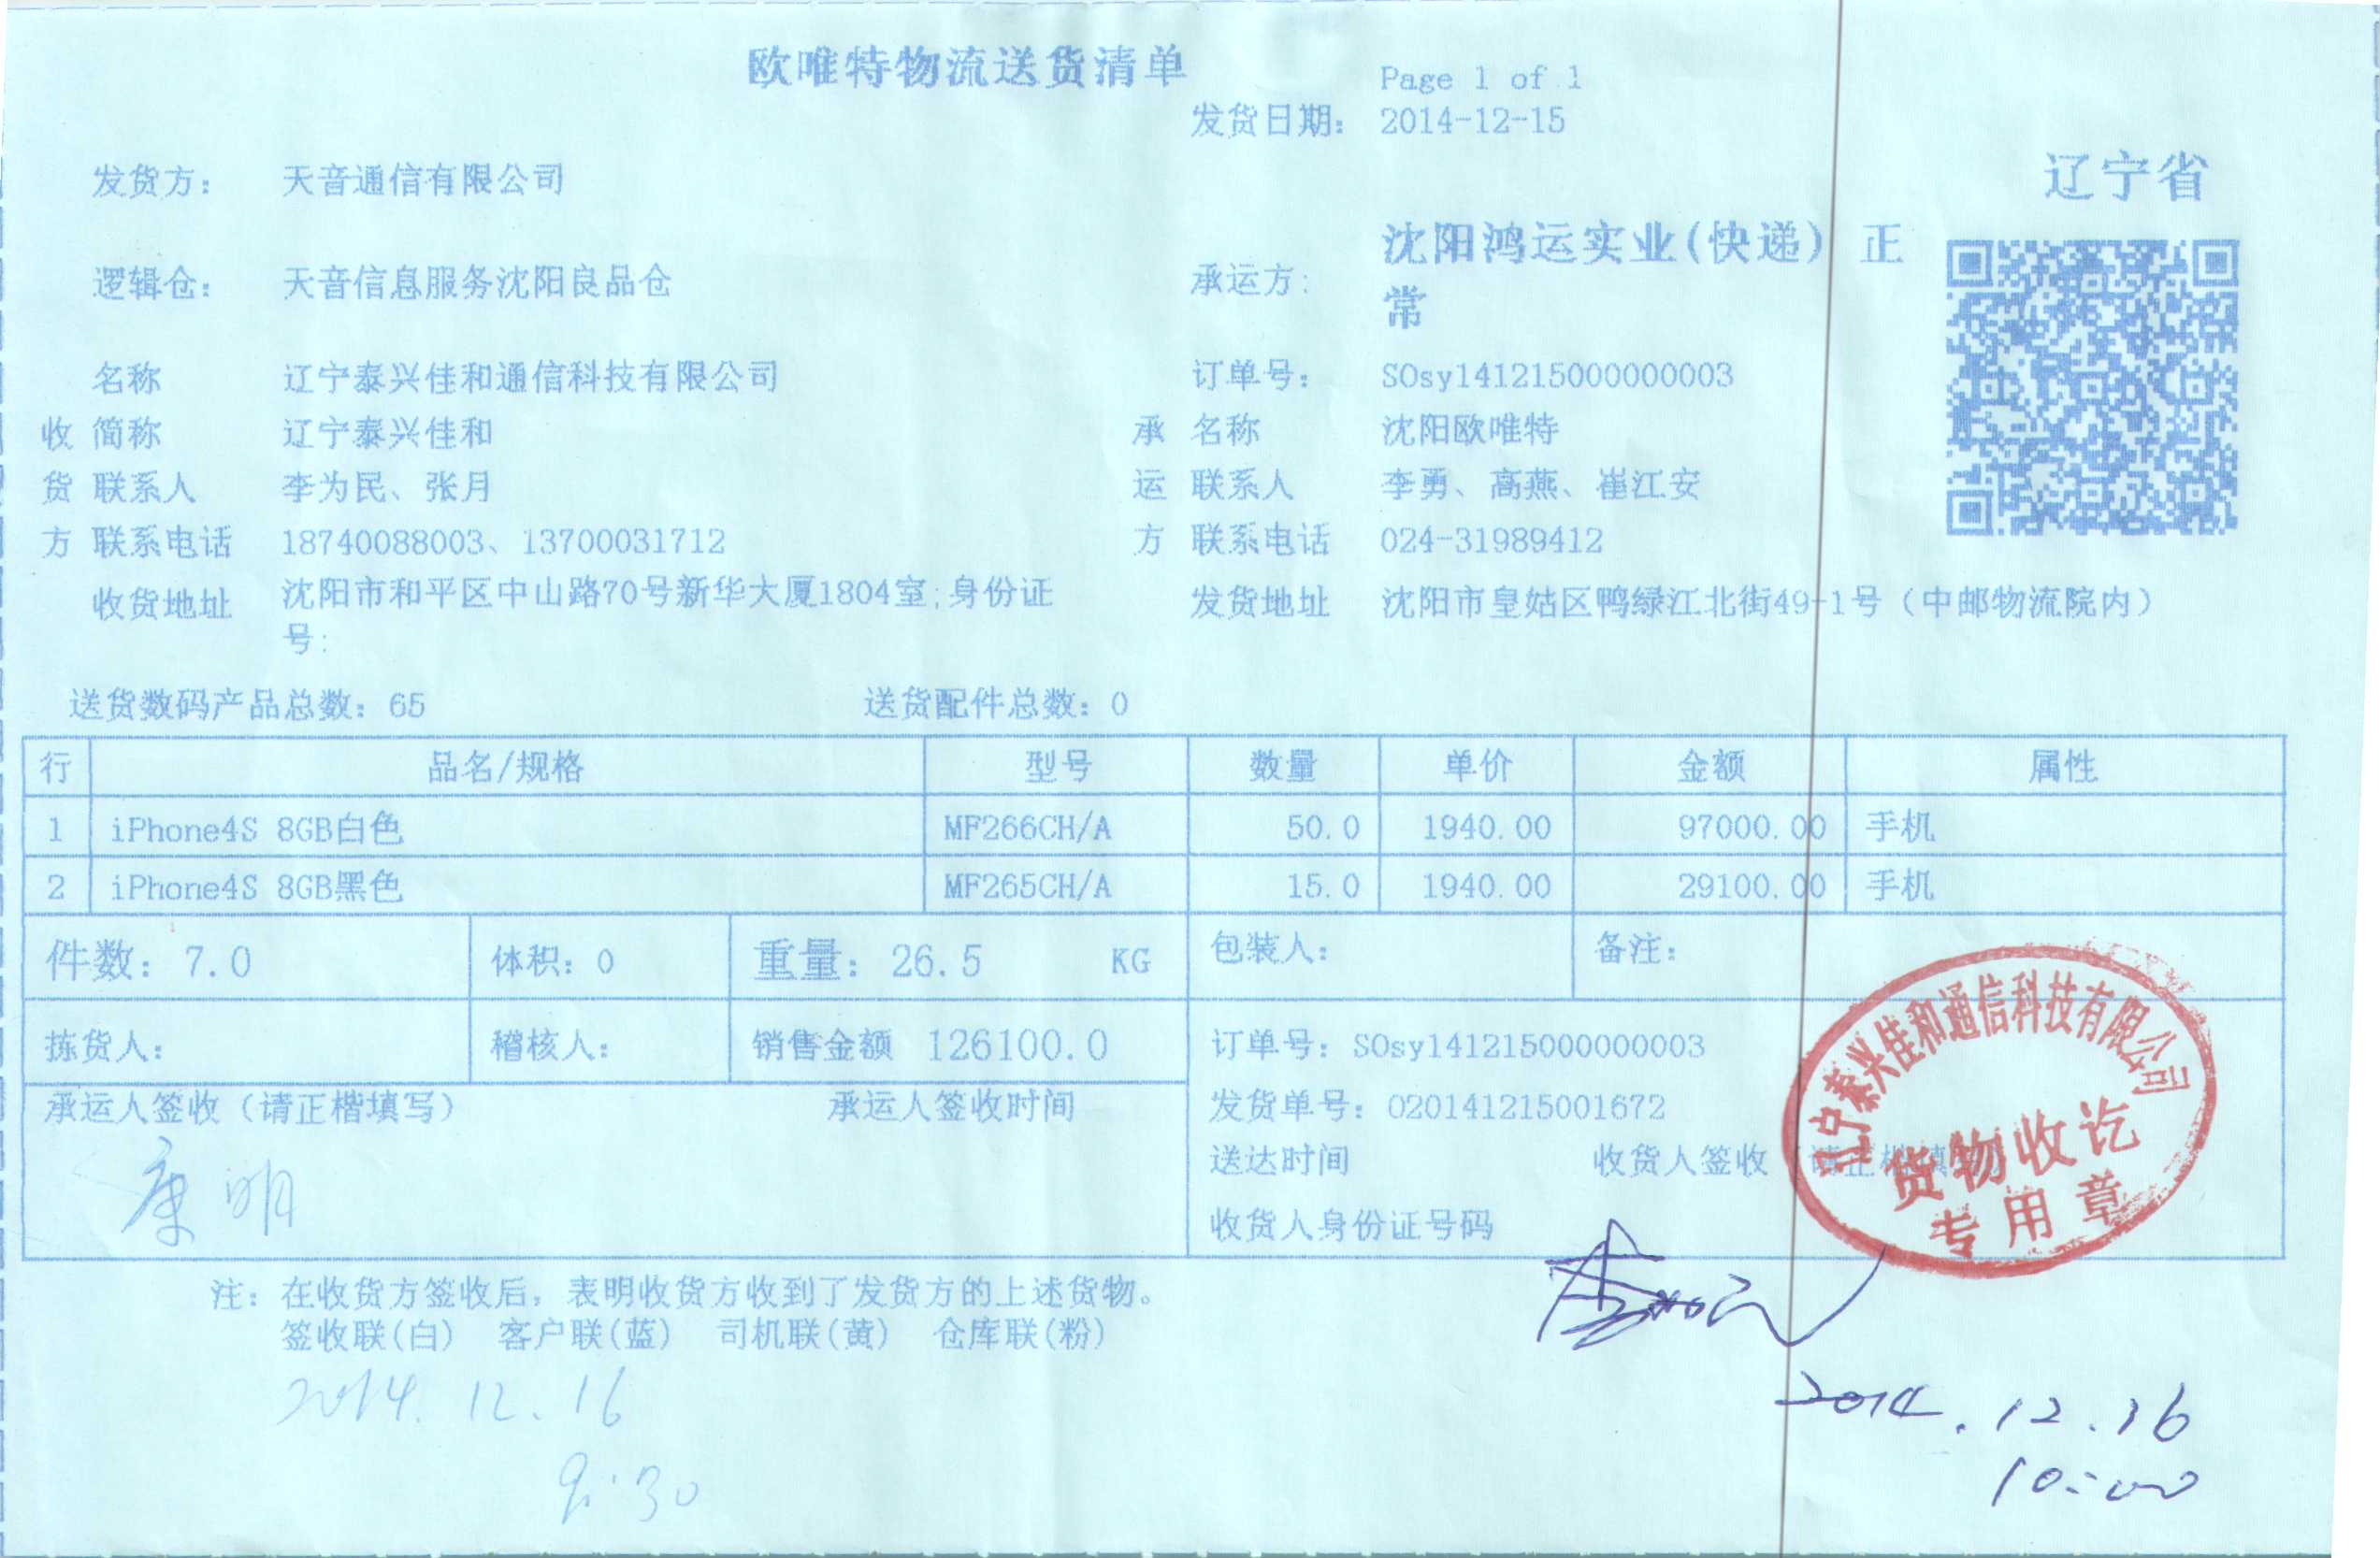 欧唯特物流送货清单
Page 1 of 1
发货日期： 2014-12-15
辽宁省
发货方： 天音通信有限公司
逻辑仓： 天音信息服务沈阳良品仓
承运方： 沈阳鸿运实业(快递) 正
常
名称 辽宁泰兴佳和通信科技有限公司 订单号： SOsy141215000000003
收 简称 辽宁泰兴佳和 承 名称 沈阳欧唯特
货 联系人 李为民、张月 运 联系人 李勇、高燕、崔江安
方 联系电话 18740088003、13700031712 方 联系电话 024-31989412
收货地址 沈阳市和平区中山路70号新华大厦1804室;身份证
号:
发货地址 沈阳市皇姑区鸭绿江北街49-1号（中邮物流院内）
送货数码产品总数：65 送货配件总数：0
行 品名/规格 型号 数量 单价 金额 属性
1 iPhone4S 8GB白色 MF266CH/A 50.0 1940.00 97000.00 手机
2 iPhone4S 8GB黑色 MF265CH/A 15.0 1940.00 29100.00 手机
件数：7.0 体积：0 重量：26.5 KG 包装人： 备注：
拣货人： 稽核人： 销售金额 126100.0 订单号：SOsy141215000000003
承运人签收（请正楷填写） 承运人签收时间 发货单号：020141215001672
送达时间 收货人签收（请正楷填
收货人身份证号码
康明
辽宁泰兴佳和通信科技有限公司
货物收讫
专用章
注：在收货方签收后，表明收货方收到了发货方的上述货物。
签收联(白) 客户联(蓝) 司机联(黄) 仓库联(粉)
2014.12.16
9:30
2014.12.16
10:00